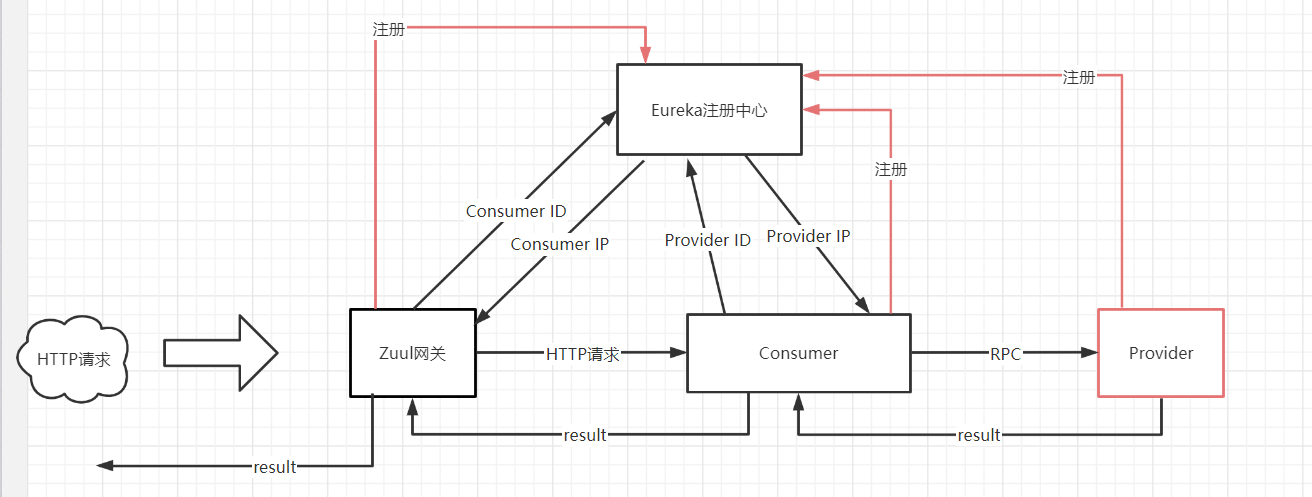 注册
Eureka注册中心
注册
注册
Consumer ID
Consumer IP
Provider ID
Provider IP
HTTP请求
Zuul网关
HTTP请求
Consumer
RPC
Provider
result
result
result